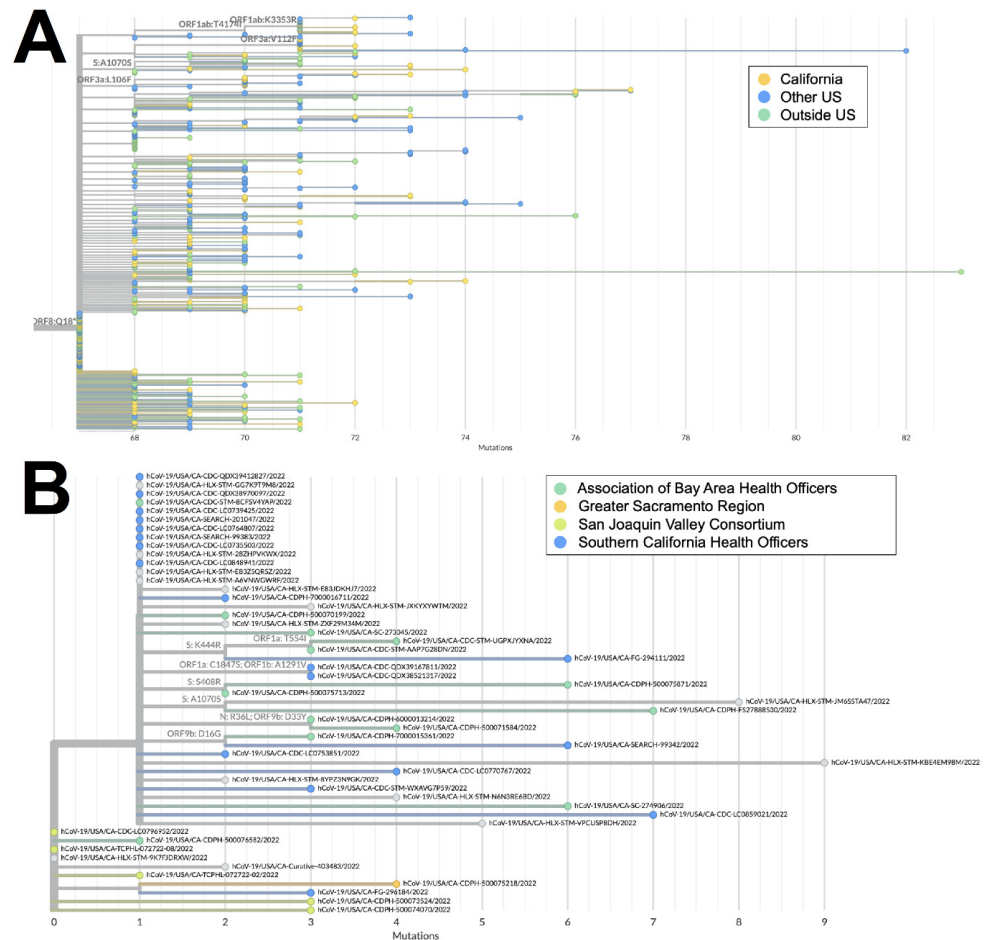 A
ORF1ab:T4174I
ORF1ab:K3353R
ORF3a:V112F
S:A1070S
ORF3a:L106F
ORF8:Q18*
California
Other US
Outside US
68
70
72
74
76
78
80
82
Mutations
B
Association of Bay Area Health Officers
Greater Sacramento Region
San Joaquin Valley Consortium
Southern California Health Officers
hCoV-19/USA/CA-CDC-QDX39412827/2022
hCoV-19/USA/CA-HLX-STM-GG7K9T9M8/2022
hCoV-19/USA/CA-CDC-QDX38970097/2022
hCoV-19/USA/CA-CDC-STM-8CFSV4YAP/2022
hCoV-19/USA/CA-CDC-LC0739425/2022
hCoV-19/USA/CA-SEARCH-201047/2022
hCoV-19/USA/CA-CDC-LC0764807/2022
hCoV-19/USA/CA-SEARCH-99383/2022
hCoV-19/USA/CA-CDC-LC0735503/2022
hCoV-19/USA/CA-HLX-STM-28ZHPVKWX/2022
hCoV-19/USA/CA-CDC-LC0848941/2022
hCoV-19/USA/CA-HLX-STM-E83ZSQRSZ/2022
hCoV-19/USA/CA-HLX-STM-A6VNWGWRF/2022
hCoV-19/USA/CA-HLX-STM-E83JDKHJ7/2022
hCoV-19/USA/CA-CDPH-7000016711/2022
hCoV-19/USA/CA-HLX-STM-JXKYXYWTM/2022
hCoV-19/USA/CA-CDPH-500070199/2022
hCoV-19/USA/CA-HLX-STM-ZXF29M34M/2022
hCoV-19/USA/CA-SC-273045/2022
ORF1a: T554I
hCoV-19/USA/CA-CDC-STM-UGPXJYXNA/2022
S: K444R
hCoV-19/USA/CA-CDC-STM-AAP7G28DN/2022
hCoV-19/USA/CA-FG-294111/2022
ORF1a: C1847S; ORF1b: A1291V
hCoV-19/USA/CA-CDC-QDX39167811/2022
hCoV-19/USA/CA-CDC-QDX38521317/2022
S: S408R
hCoV-19/USA/CA-CDPH-500075871/2022
hCoV-19/USA/CA-CDPH-500075713/2022
S: A1070S
hCoV-19/USA/CA-HLX-STM-JM6SSTA47/2022
hCoV-19/USA/CA-CDPH-FS27888530/2022
N: R36L; ORF9b: D33Y
hCoV-19/USA/CA-CDPH-6000013214/2022
hCoV-19/USA/CA-CDPH-500071584/2022
ORF9b: D16G
hCoV-19/USA/CA-CDPH-7000015361/2022
hCoV-19/USA/CA-SEARCH-99342/2022
hCoV-19/USA/CA-CDC-LC0753851/2022
hCoV-19/USA/CA-HLX-STM-KBE4EM98M/2022
hCoV-19/USA/CA-CDC-LC0770767/2022
hCoV-19/USA/CA-HLX-STM-8YPZ3N9GK/2022
hCoV-19/USA/CA-CDC-STM-WXAVG7P59/2022
hCoV-19/USA/CA-HLX-STM-N6N3RE6BD/2022
hCoV-19/USA/CA-SC-274906/2022
hCoV-19/USA/CA-CDC-LC0859021/2022
hCoV-19/USA/CA-HLX-STM-VPCUSPBDH/2022
hCoV-19/USA/CA-CDC-LC0796952/2022
hCoV-19/USA/CA-CDPH-500076582/2022
hCoV-19/USA/CA-TCPHL-072722-08/2022
hCoV-19/USA/CA-HLX-STM-9K7FJDRXW/2022
hCoV-19/USA/CA-Curative-403483/2022
hCoV-19/USA/CA-TCPHL-072722-02/2022
hCoV-19/USA/CA-CDPH-500075218/2022
hCoV-19/USA/CA-FG-296184/2022
hCoV-19/USA/CA-CDPH-500073524/2022
hCoV-19/USA/CA-CDPH-500074070/2022
0
1
2
3
4
5
6
7
8
9
Mutations